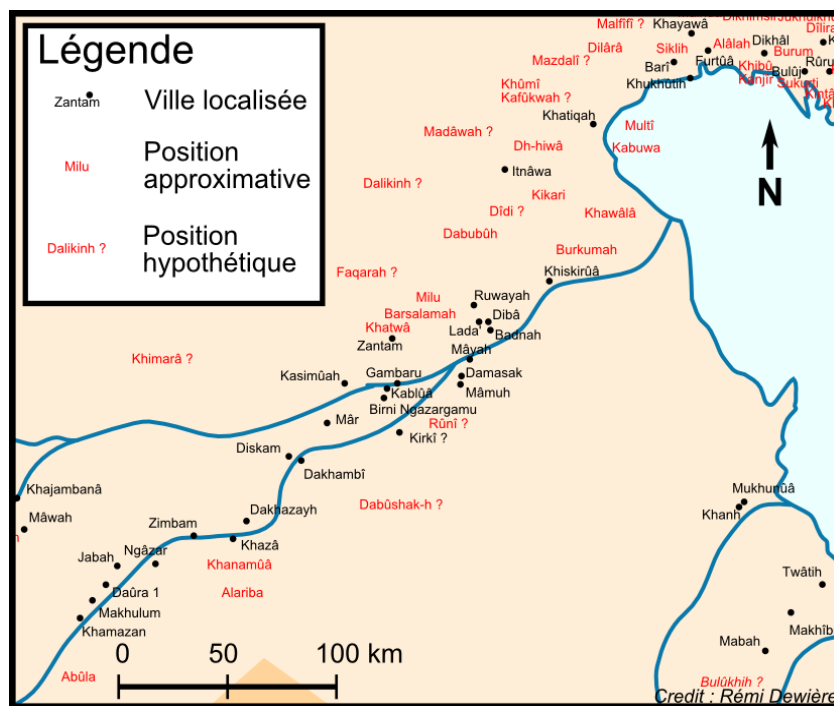 Légende
Zantam
Ville localisée
Milu
Position
approximative
Dalikinh ?
Position
hypothétique
Malfîfî ?
Khayawâ
Dilârâ
Siklih
Alâlah
Dikhâl
Burum
Mazdalî ?
Barî
Furtûâ
Khibû
Bulûj
Kanjir
Khuknûtih
Khûmî
Kafûkwah ?
Khatiqah
Multî
Madâwah ?
Dh-hiwâ
Kabuwa
Itnâwa
Dalikinh ?
Kikari
Dîdi ?
Khawâlâ
Dabubûh
Burkumah
N
Faqarah ?
Khiskirûâ
Milu
Ruwayah
Barsalamah
Dibâ
Khatwâ
Lada'
Badnah
Zantam
Mâyah
Khimarâ ?
Kasimûah
Gambaru
Damasak
Kablûâ
Mâmuh
Birni Ngazargamu
Mâr
Rûnî ?
Kirkî ?
Diskam
Dakhambî
Khajambanâ
Mukhunûâ
Dabûshak-h ?
Khanh
Mâwah
Zimbam
Dakhazayh
Khazâ
Jabah
Ngâzar
Khanamûâ
Twâtih
Daûra 1
Alariba
Makhulum
Makhîb
Khamazan
Mabah
0 50 100 km
Abûla
Bulûkhih ?
Credit : Rémi Dewière